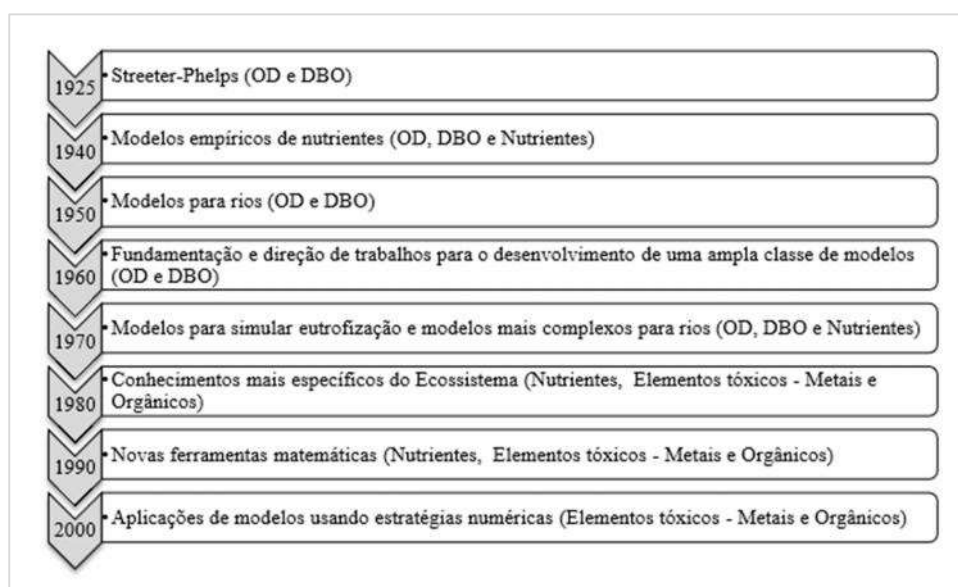 1925
• Streeter-Phelps (OD e DBO)
1940
• Modelos empíricos de nutrientes (OD, DBO e Nutrientes)
1950
• Modelos para rios (OD e DBO)
1960
• Fundamentação e direção de trabalhos para o desenvolvimento de uma ampla classe de modelos
(OD e DBO)
1970
• Modelos para simular eutrofização e modelos mais complexos para rios (OD, DBO e Nutrientes)
1980
• Conhecimentos mais específicos do Ecossistema (Nutrientes, Elementos tóxicos - Metais e
Orgânicos)
1990
• Novas ferramentas matemáticas (Nutrientes, Elementos tóxicos - Metais e Orgânicos)
2000
• Aplicações de modelos usando estratégias numéricas (Elementos tóxicos - Metais e Orgânicos)